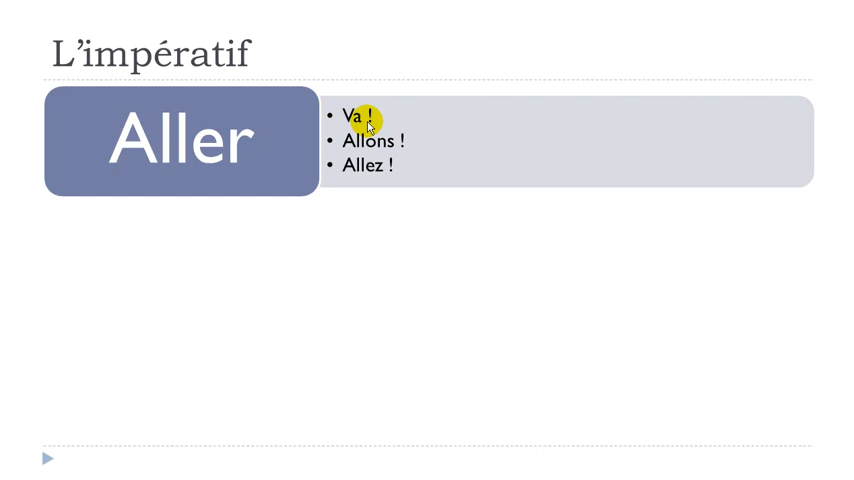 L’impératif
Aller
• Va !
• Allons !
• Allez !